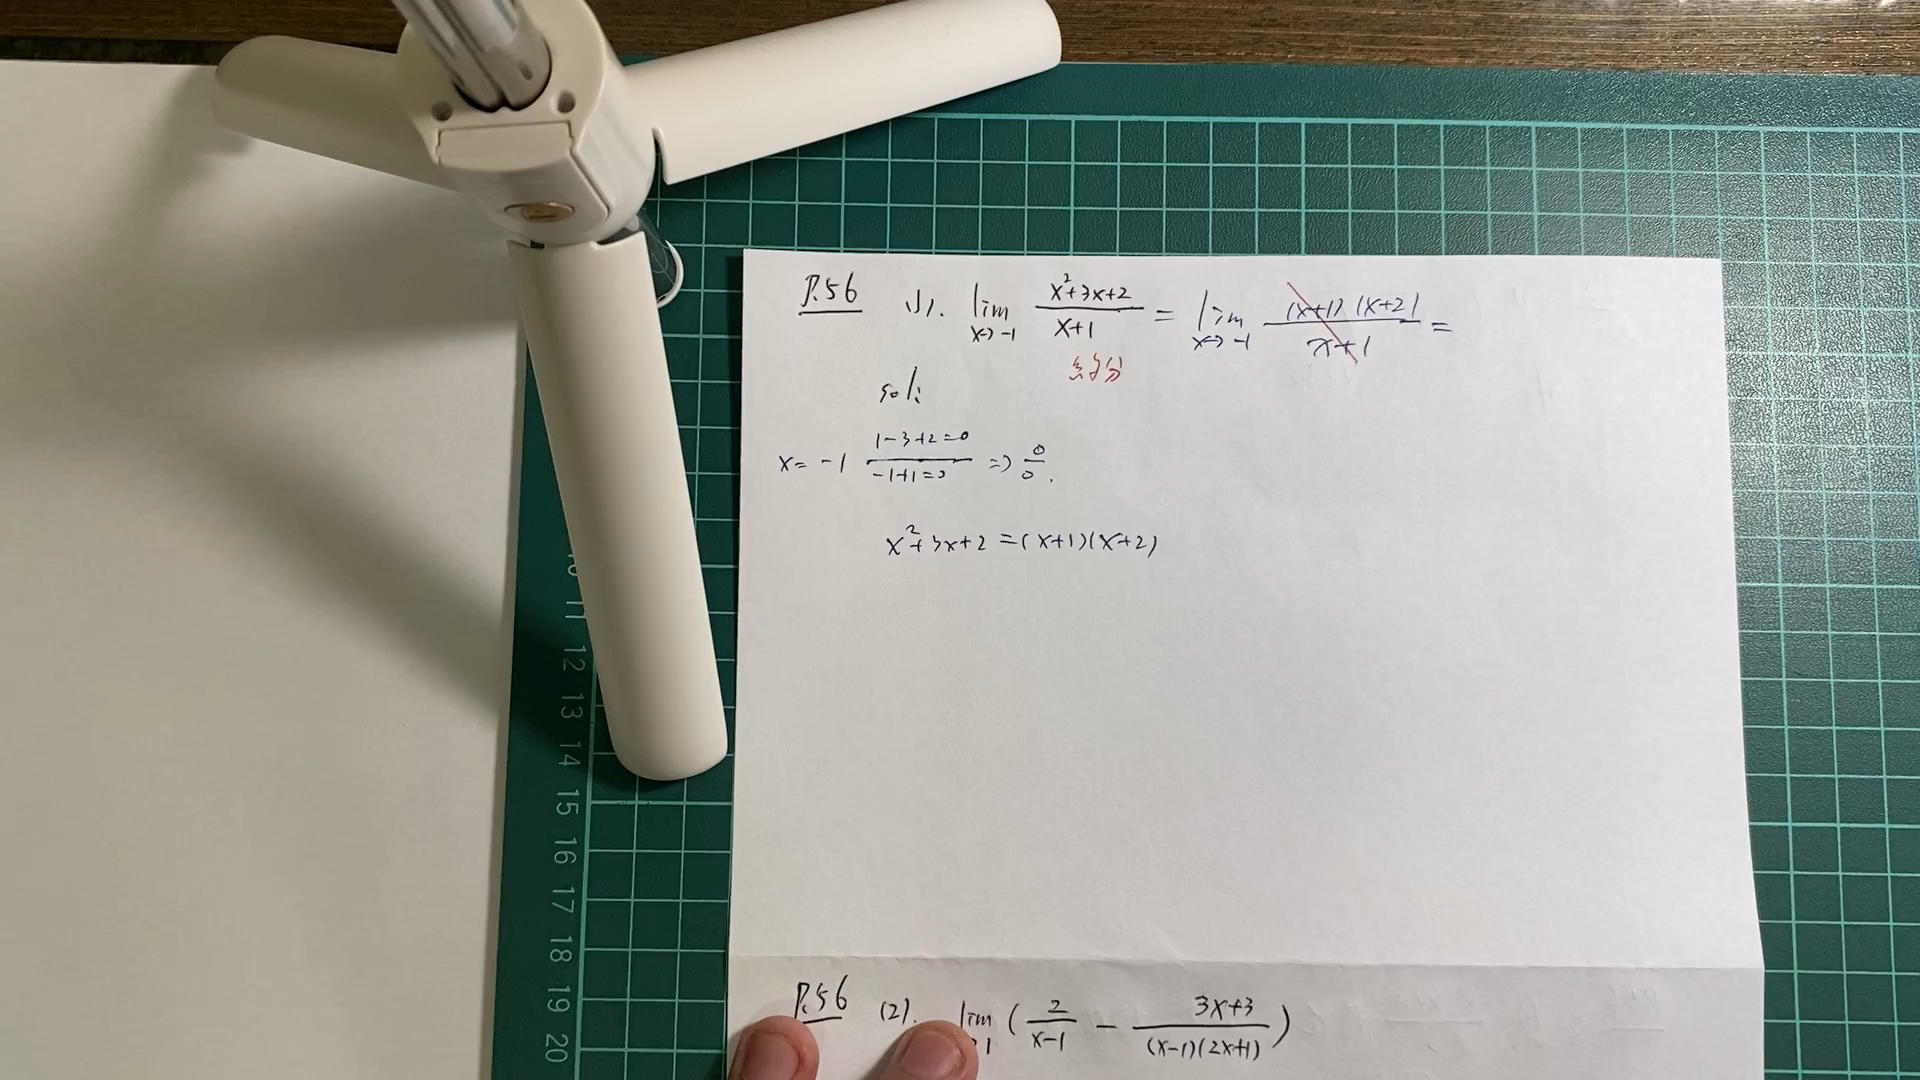 P.56 (1). lim x→-1 (x²+3x+2)/(x+1) = lim x→-1 (x+1)(x+2)/(x+1) =
sol:
x=-1 (1-3+2=0)/(-1+1=0) => 0/0.
x²+3x+2=(x+1)(x+2)
P.56 (2). lim (2/(x-1) - (3x+3)/((x-1)(2x+1)))
10
11
12
13
14
15
16
17
18
19
20